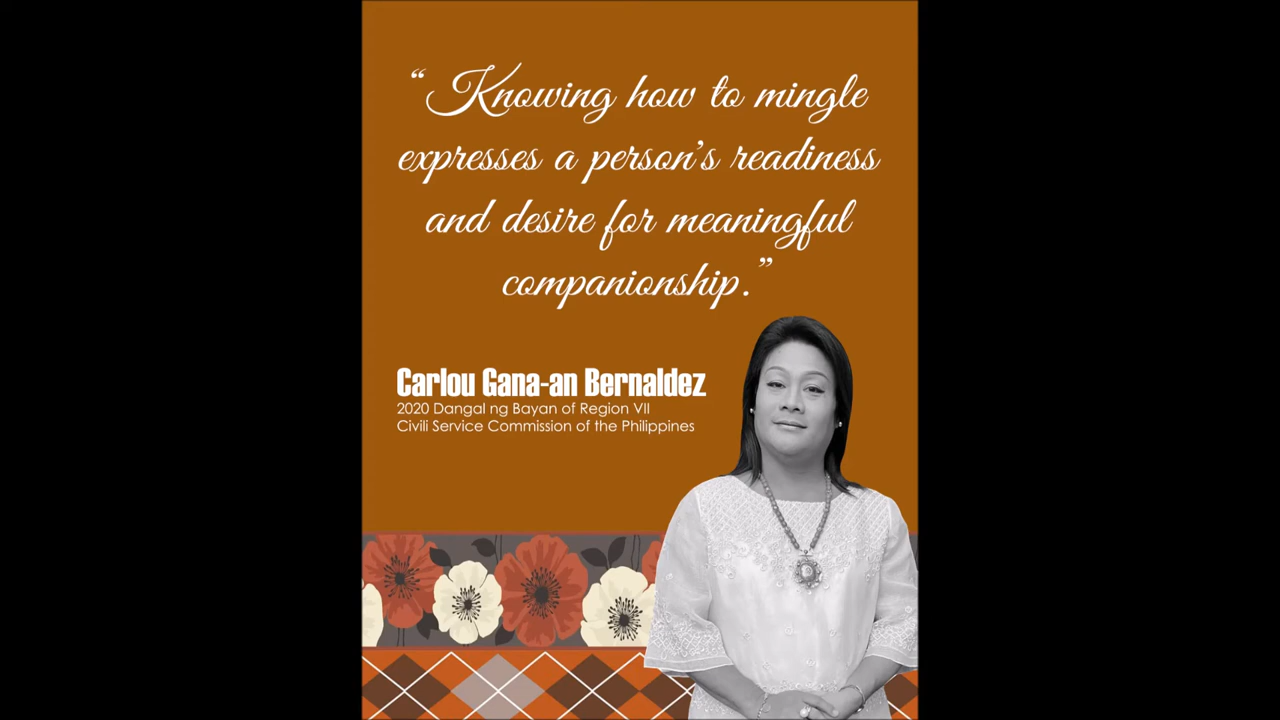 “Knowing how to mingle
expresses a person’s readiness
and desire for meaningful
companionship.”
Carlou Gana-an Bernaldez
2020 Dangal ng Bayan of Region VII
Civili Service Commission of the Philippines